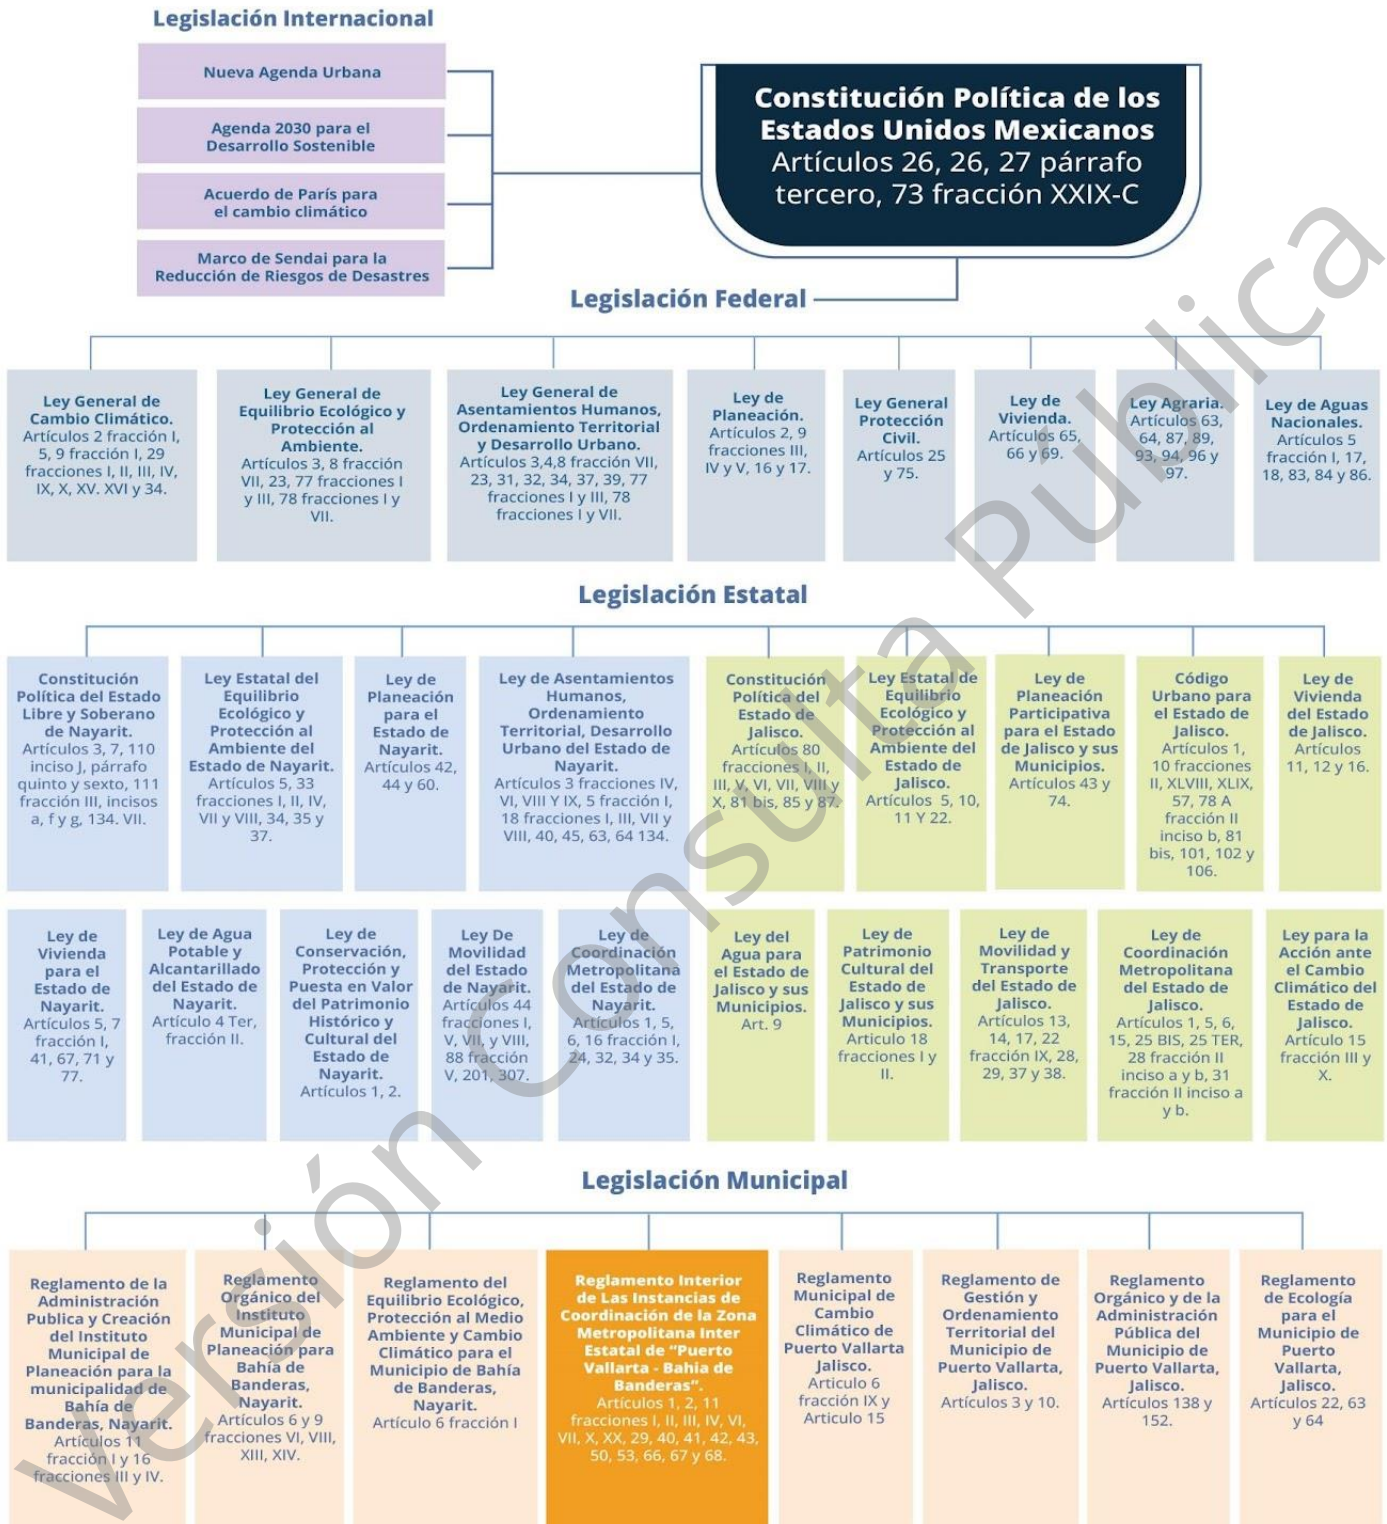 Legislación Internacional
Nueva Agenda Urbana
Agenda 2030 para el
Desarrollo Sostenible
Acuerdo de París para
el cambio climático
Marco de Sendai para la
Reducción de Riesgos de Desastres
Constitución Política de los
Estados Unidos Mexicanos
Artículos 26, 26, 27 párrafo
tercero, 73 fracción XXIX-C
Legislación Federal
Ley General de
Cambio Climático.
Artículos 2 fracción I,
5, 9 fracción I, 29
fracciones I, II, III, IV,
IX, X, XV. XVI y 34.
Ley General de
Equilibrio Ecológico y
Protección al
Ambiente.
Artículos 3, 8 fracción
VII, 23, 77 fracciones I
y III, 78 fracciones I y
VII.
Ley General de
Asentamientos Humanos,
Ordenamiento Territorial
y Desarrollo Urbano.
Artículos 3,4,8 fracción VII,
23, 31, 32, 34, 37, 39, 77
fracciones I y III, 78
fracciones I y VII.
Ley de
Planeación.
Artículos 2, 9
fracciones III,
IV y V, 16 y 17.
Ley General
Protección
Civil.
Artículos 25
y 75.
Ley de
Vivienda.
Artículos 65,
66 y 69.
Ley Agraria.
Artículos 63,
64, 87, 89,
93, 94, 96 y
97.
Ley de Aguas
Nacionales.
Artículos 5
fracción I, 17,
18, 83, 84 y 86.
Legislación Estatal
Constitución
Política del Estado
Libre y Soberano
de Nayarit.
Artículos 3, 7, 110
inciso J, párrafo
quinto y sexto, 111
fracción III, incisos
a, f y g, 134. VII.
Ley Estatal del
Equilibrio
Ecológico y
Protección al
Ambiente del
Estado de Nayarit.
Artículos 5, 33
fracciones I, II, IV,
VII y VIII, 34, 35 y
37.
Ley de
Planeación
para el
Estado de
Nayarit.
Artículos 42,
44 y 60.
Ley de Asentamientos
Humanos,
Ordenamiento
Territorial, Desarrollo
Urbano del Estado de
Nayarit.
Artículos 3 fracciones IV,
VI, VIII Y IX, 5 fracción I,
18 fracciones I, III, VII y
VIII, 40, 45, 63, 64 134.
Constitución
Política del
Estado de
Jalisco.
Artículos 80
fracciones I, II,
III, V, VI, VII, VIII y
X, 81 bis, 85 y 87.
Ley Estatal de
Equilibrio
Ecológico y
Protección al
Ambiente del
Estado de
Jalisco.
Artículos 5, 10,
11 Y 22.
Ley de
Planeación
Participativa
para el Estado
de Jalisco y sus
Municipios.
Artículos 43 y
74.
Código
Urbano para
el Estado de
Jalisco.
Artículos 1,
10 fracciones
II, XLVIII, XLIX,
57, 78 A
fracción II
inciso b, 81
bis, 101, 102 y
106.
Ley de
Vivienda
del Estado
de Jalisco.
Artículos
11, 12 y 16.
Ley de
Vivienda
para el
Estado de
Nayarit.
Artículos 5, 7
fracción I,
41, 67, 71 y
77.
Ley de Agua
Potable y
Alcantarillado
del Estado de
Nayarit.
Artículo 4 Ter,
fracción II.
Ley de
Conservación,
Protección y
Puesta en Valor
del Patrimonio
Histórico y
Cultural del
Estado de
Nayarit.
Artículos 1, 2.
Ley De
Movilidad
del Estado
de Nayarit.
Artículos 44
fracciones I,
V, VII, y VIII,
88 fracción
V, 201, 307.
Ley de
Coordinación
Metropolitana
del Estado de
Nayarit.
Artículos 1, 5,
6, 16 fracción I,
24, 32, 34 y 35.
Ley del
Agua para
el Estado de
Jalisco y sus
Municipios.
Art. 9
Ley de
Patrimonio
Cultural del
Estado de
Jalisco y sus
Municipios.
Articulo 18
fracciones I y
II.
Ley de
Movilidad y
Transporte
del Estado de
Jalisco.
Artículos 13,
14, 17, 22
fracción IX, 28,
29, 37 y 38.
Ley de
Coordinación
Metropolitana
del Estado de
Jalisco.
Artículos 1, 5, 6,
15, 25 BIS, 25 TER,
28 fracción II
inciso a y b, 31
fracción II inciso a
y b.
Ley para la
Acción ante
el Cambio
Climático del
Estado de
Jalisco.
Artículo 15
fracción III y
X.
Legislación Municipal
Reglamento de la
Administración
Publica y Creación
del Instituto
Municipal de
Planeación para la
municipalidad de
Bahía de
Banderas, Nayarit.
Artículos 11
fracción I y 16
fracciones III y IV.
Reglamento
Orgánico del
Instituto
Municipal de
Planeación para
Bahía de
Banderas,
Nayarit.
Artículos 6 y 9
fracciones VI, VIII,
XIII, XIV.
Reglamento del
Equilibrio Ecológico,
Protección al Medio
Ambiente y Cambio
Climático para el
Municipio de Bahía
de Banderas,
Nayarit.
Artículo 6 fracción I
Reglamento Interior
de Las Instancias de
Coordinación de la Zona
Metropolitana Inter
Estatal de "Puerto
Vallarta - Bahia de
Banderas".
Artículos 1, 2, 11
fracciones I, II, III, IV, VI,
VII, X, XX, 29, 40, 41, 42, 43,
50, 53, 66, 67 y 68.
Reglamento
Municipal de
Cambio
Climático de
Puerto Vallarta
Jalisco.
Articulo 6
fracción IX y
Articulo 15
Reglamento de
Gestión y
Ordenamiento
Territorial del
Municipio de
Puerto Vallarta,
Jalisco.
Artículos 3 y 10.
Reglamento
Orgánico y de la
Administración
Pública del
Municipio de
Puerto Vallarta,
Jalisco.
Artículos 138 y
152.
Reglamento
de Ecología
para el
Municipio de
Puerto
Vallarta,
Jalisco.
Artículos 22, 63
y 64
Versión Consulta Pública